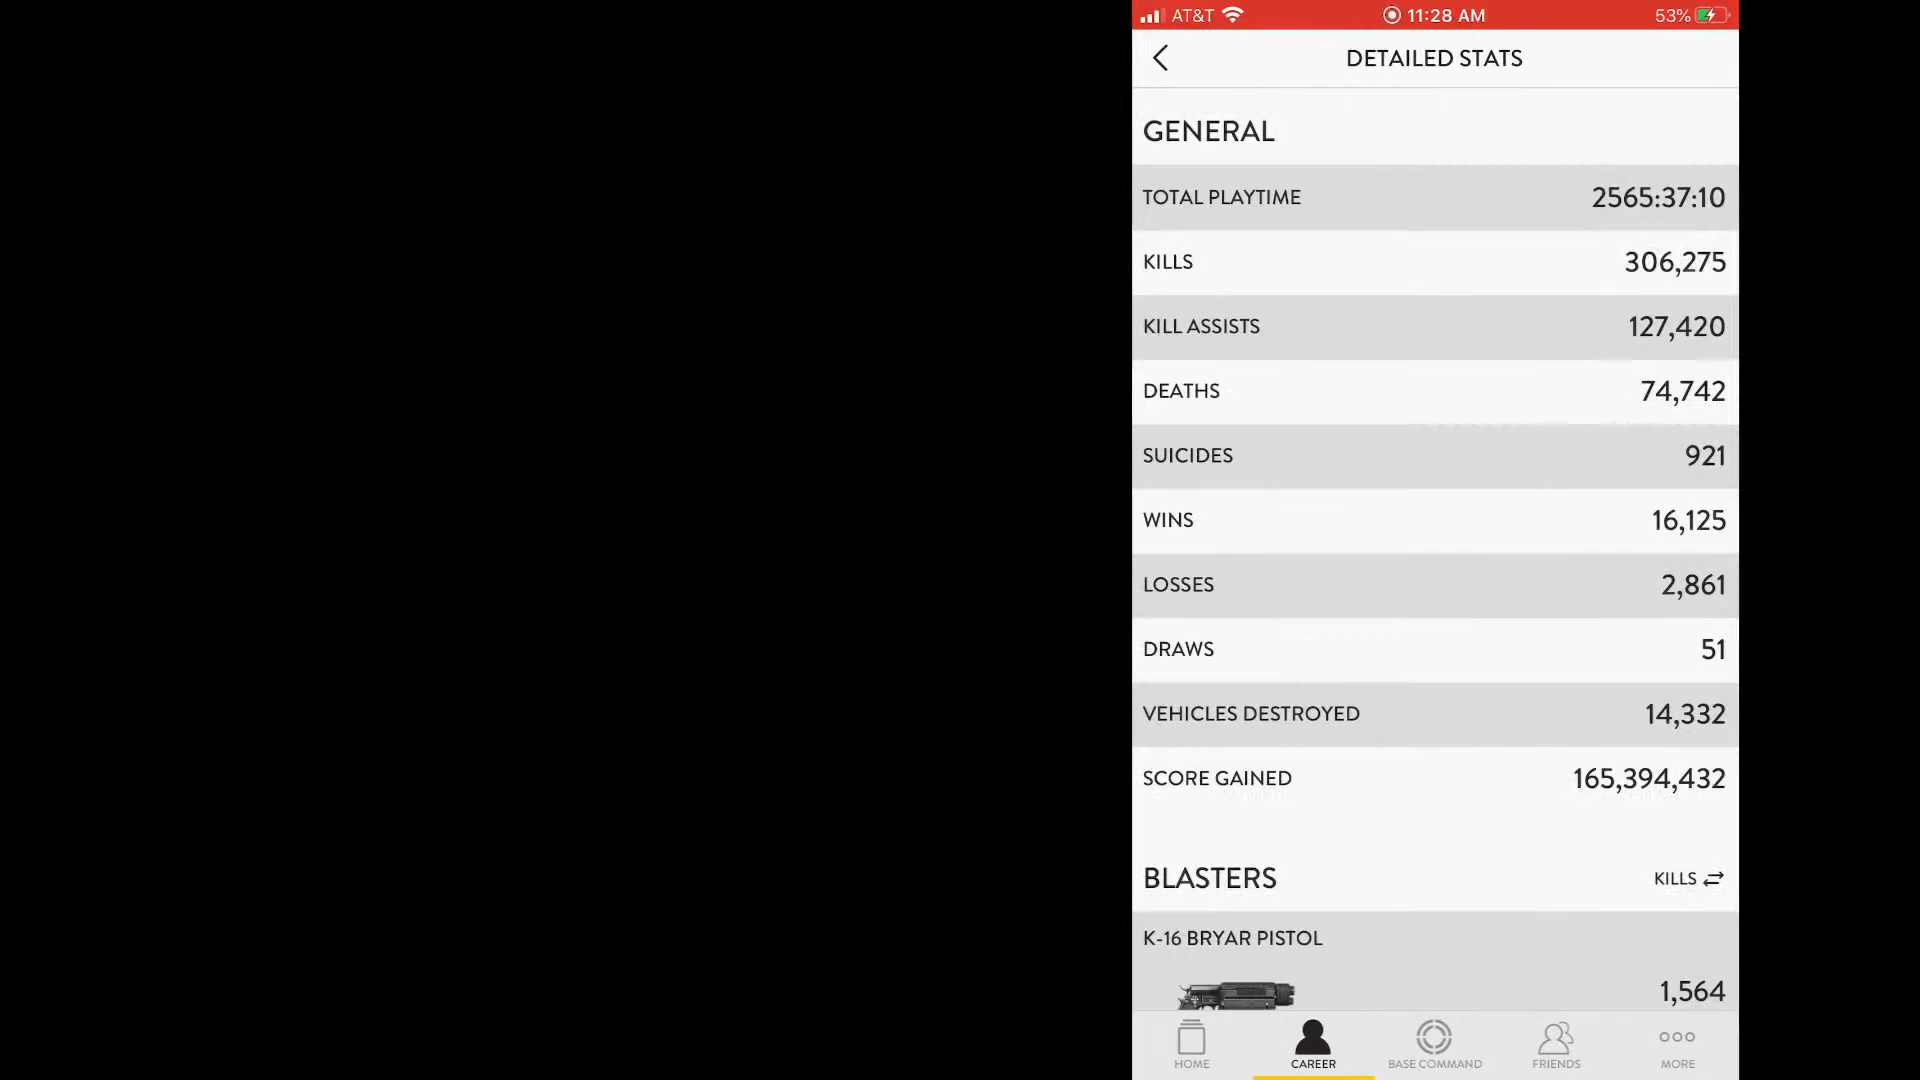 AT&T 11:28 AM 53%
DETAILED STATS
GENERAL
TOTAL PLAYTIME 2565:37:10
KILLS 306,275
KILL ASSISTS 127,420
DEATHS 74,742
SUICIDES 921
WINS 16,125
LOSSES 2,861
DRAWS 51
VEHICLES DESTROYED 14,332
SCORE GAINED 165,394,432
BLASTERS KILLS
K-16 BRYAR PISTOL
1,564
HOME CAREER BASE COMMAND FRIENDS MORE